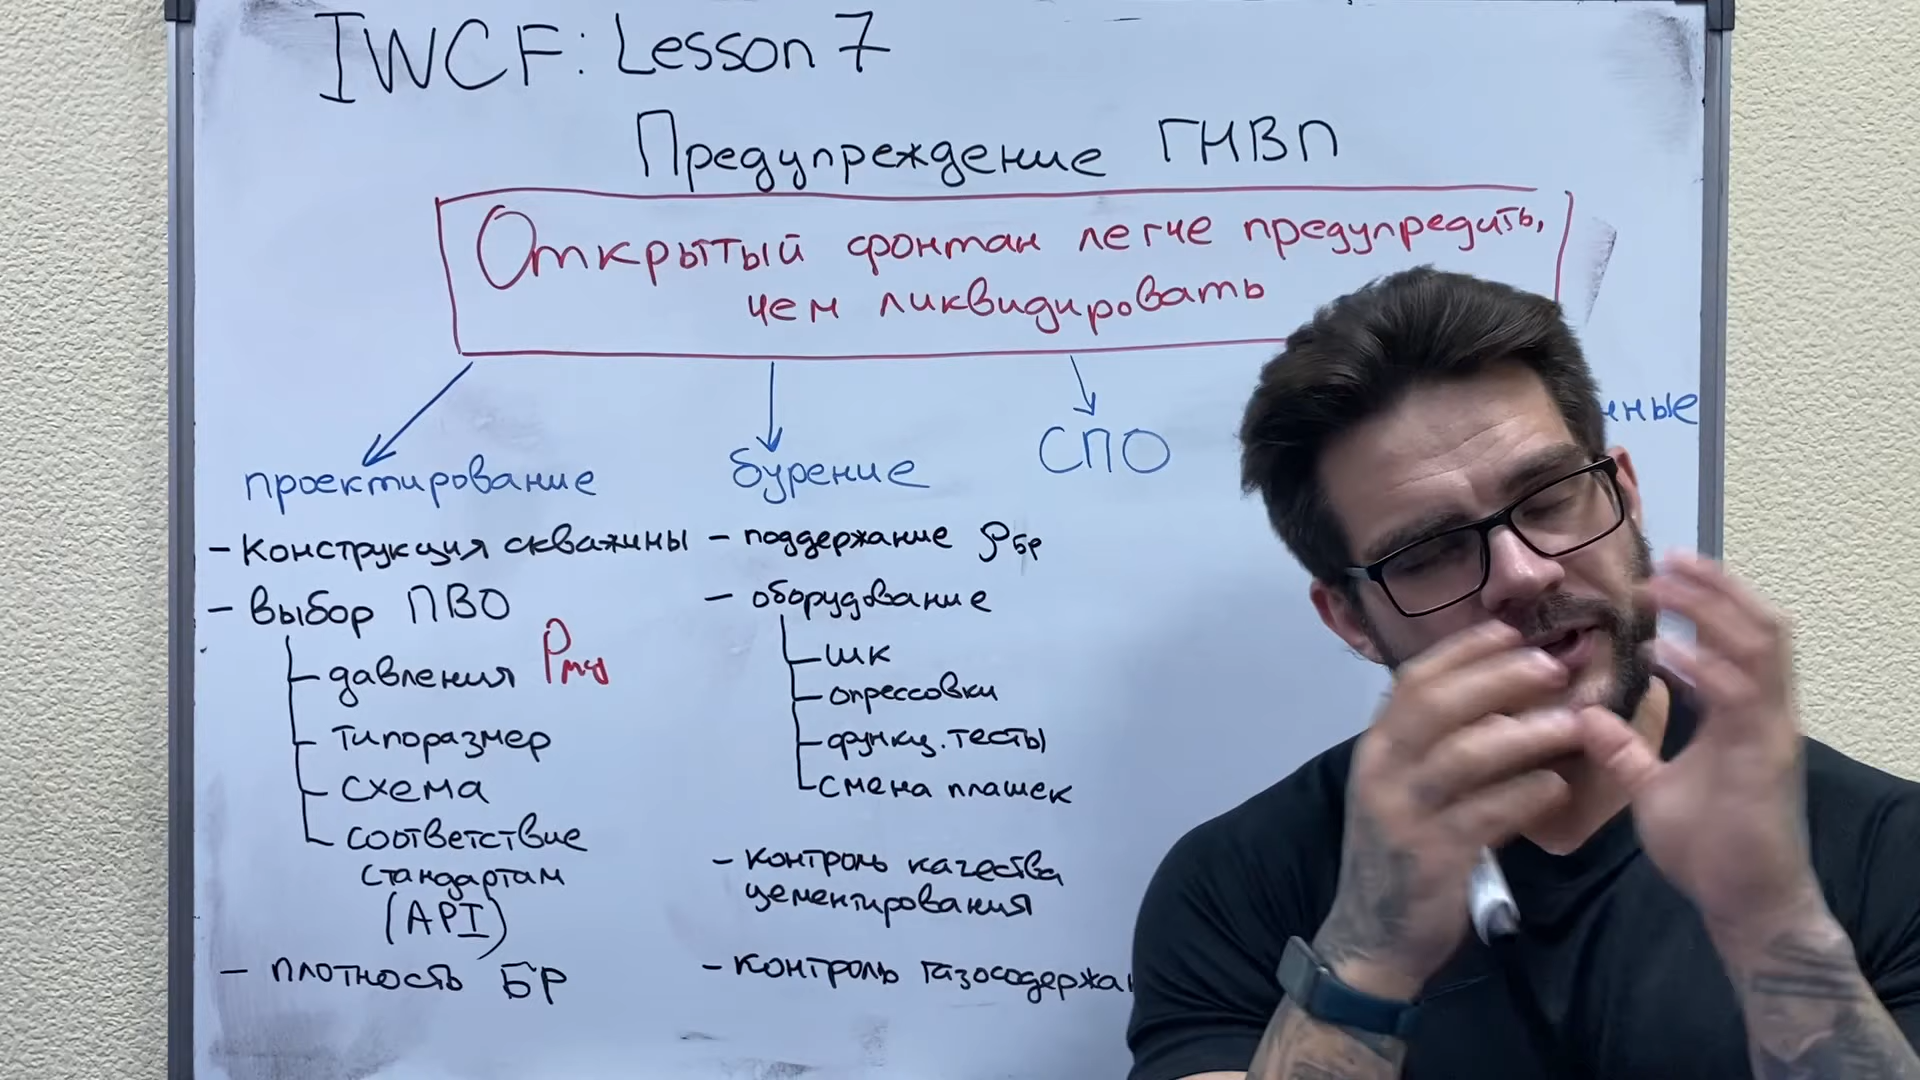 IWCF: Lesson 7
Предупреждение ГНВП
Открытый фонтан легче предупредить,
чем ликвидировать
проектирование
- Конструкция скважины
- Выбор ПВО
давления Pму
типоразмер
схема
соответствие
стандартам
(API)
- плотность БР
бурение
- поддержание ρбр
- оборудование
шк
опрессовки
функц. тесты
смена плашек
- контроль качества
цементирования
- контроль
СПО